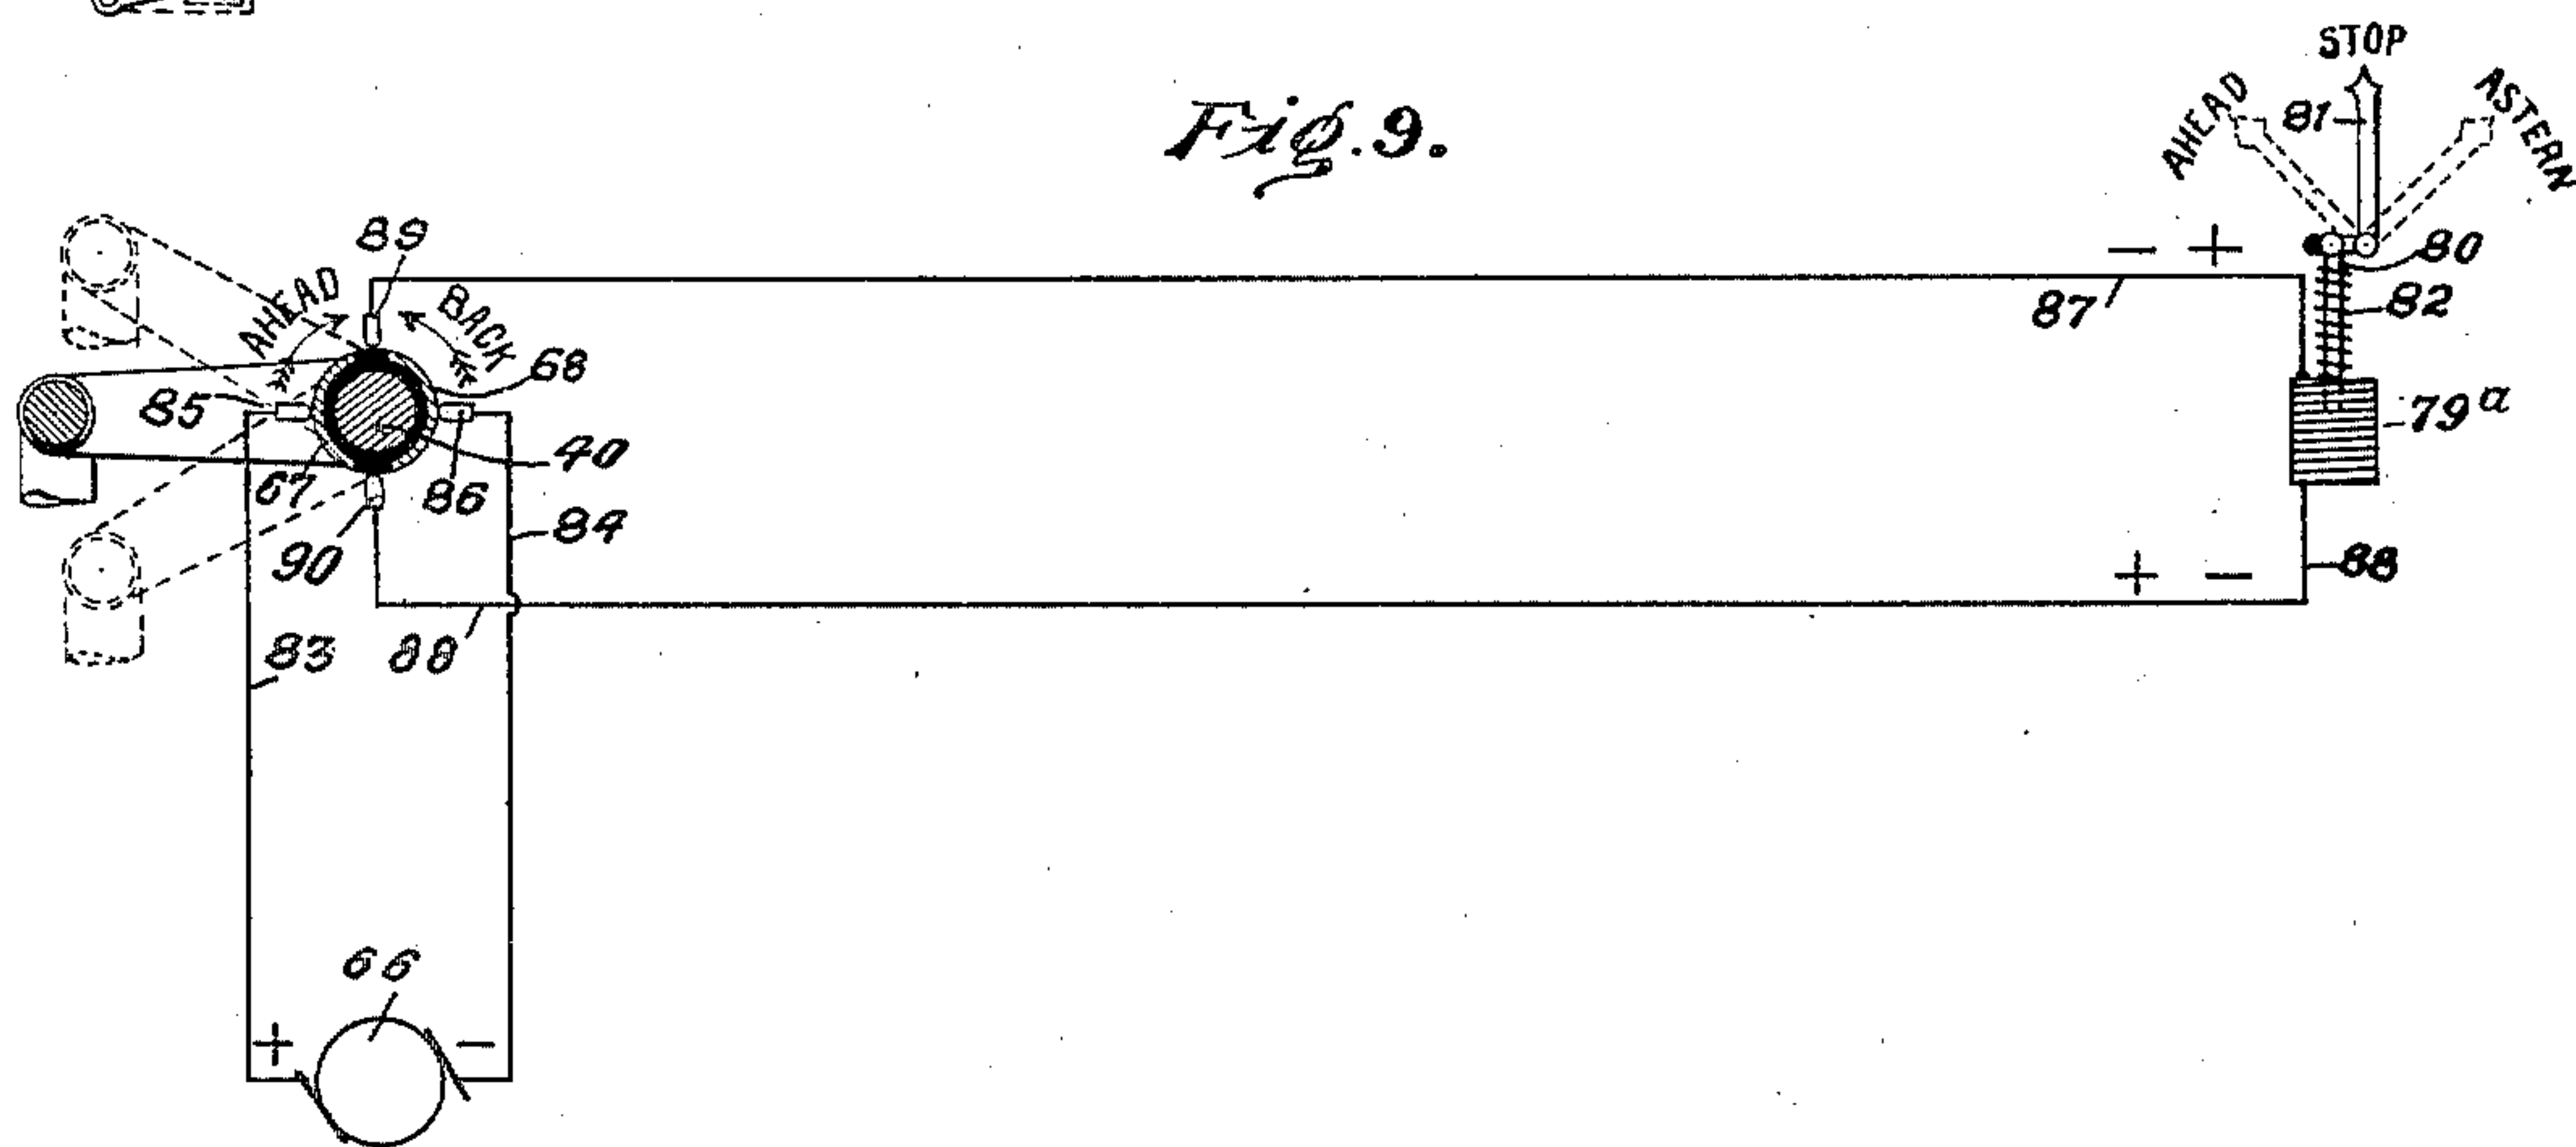 STOP
AHEAD
81
ASTERN
Fig. 9.
89
— +
80
87
82
AHEAD
BACK
68
85
79a
67
86
40
84
90
+ —
88
83
88
66
+ —